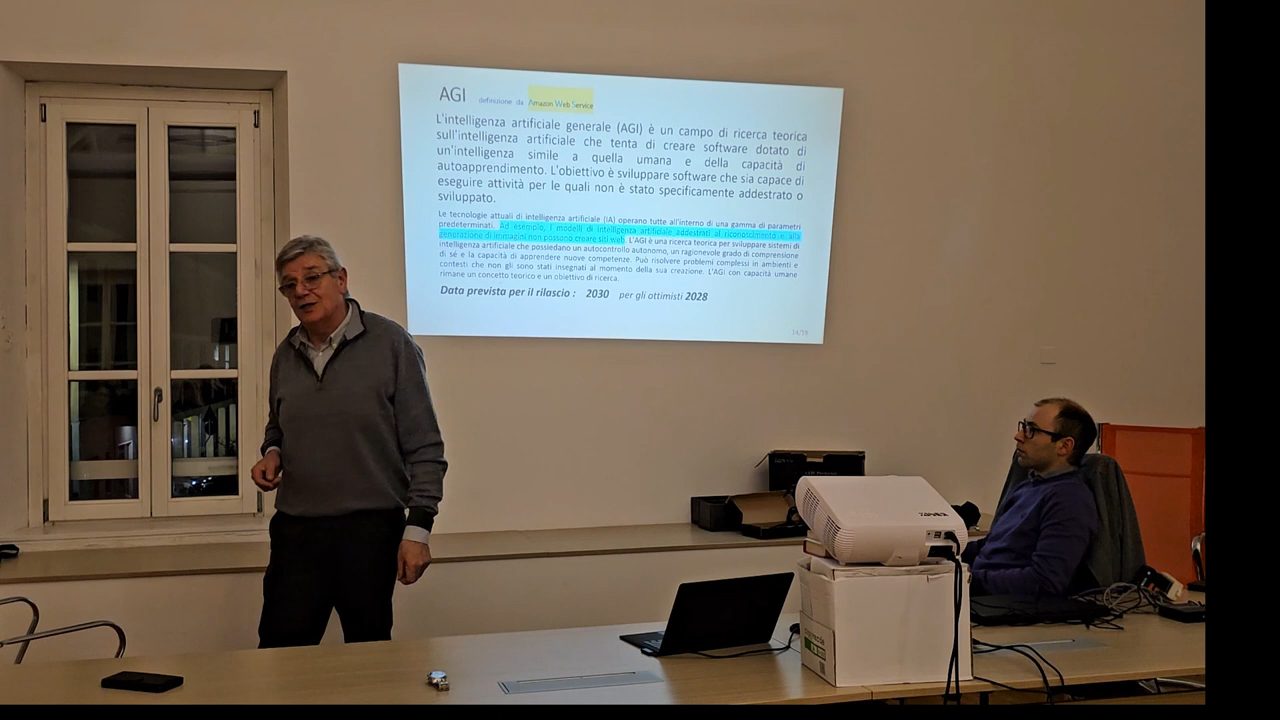 AGI definizione da Amazon Web Service
L'intelligenza artificiale generale (AGI) è un campo di ricerca teorica
sull'intelligenza artificiale che tenta di creare software dotato di
un'intelligenza simile a quella umana e della capacità di
autoapprendimento. L'obiettivo è sviluppare software che sia capace di
eseguire attività per le quali non è stato specificamente addestrato o
sviluppato.
Le tecnologie attuali di intelligenza artificiale (IA) operano tutte all'interno di una gamma di parametri
predeterminati. Ad esempio, i modelli di intelligenza artificiale addestrati al riconoscimento e alla
generazione di immagini non possono creare siti web. L'AGI è una ricerca teorica per sviluppare sistemi di
intelligenza artificiale che possiedano un autocontrollo autonomo, un ragionevole grado di comprensione
di sé e la capacità di apprendere nuove competenze. Può risolvere problemi complessi in ambienti e
contesti che non gli sono stati insegnati al momento della sua creazione. L'AGI con capacità umane
rimane un concetto teorico e un obiettivo di ricerca.
Data prevista per il rilascio : 2030 per gli ottimisti 2028